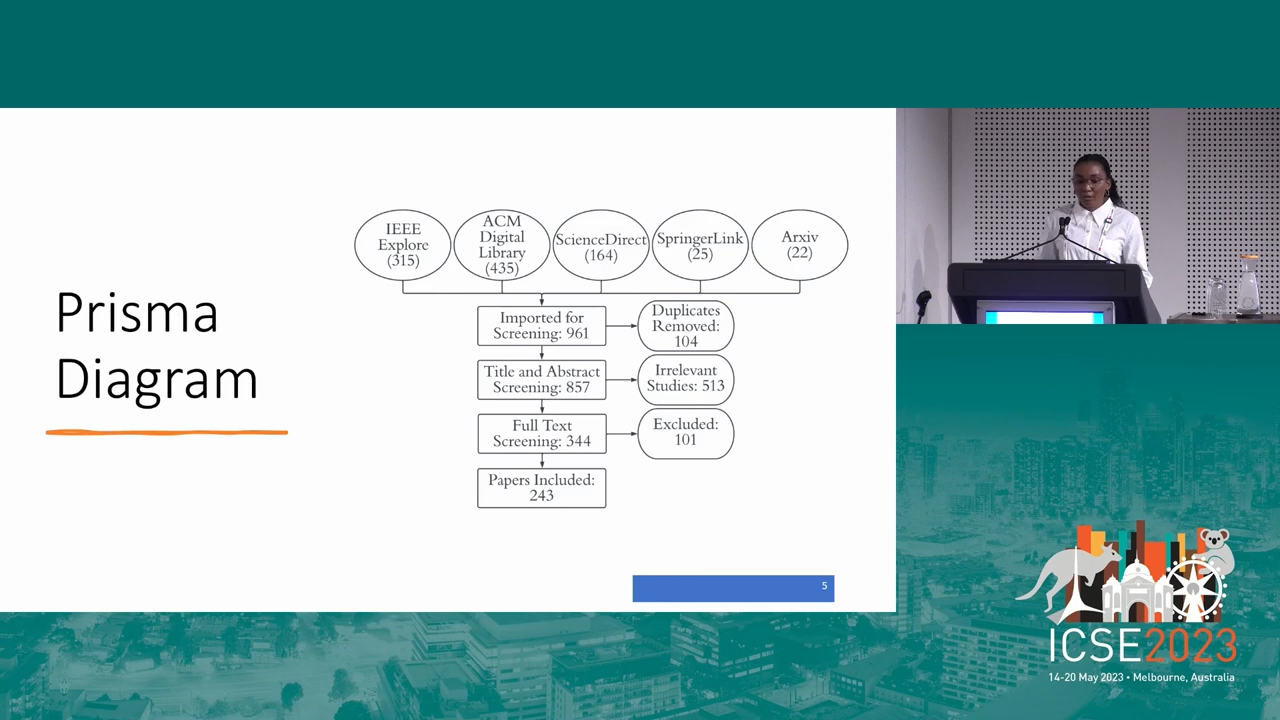 Prisma
Diagram
IEEE
Explore
(315)
ACM
Digital
Library
(435)
ScienceDirect
(164)
SpringerLink
(25)
Arxiv
(22)
Imported for
Screening: 961
Duplicates
Removed:
104
Title and Abstract
Screening: 857
Irrelevant
Studies: 513
Full Text
Screening: 344
Excluded:
101
Papers Included:
243
5
ICSE2023
14-20 May 2023 • Melbourne, Australia